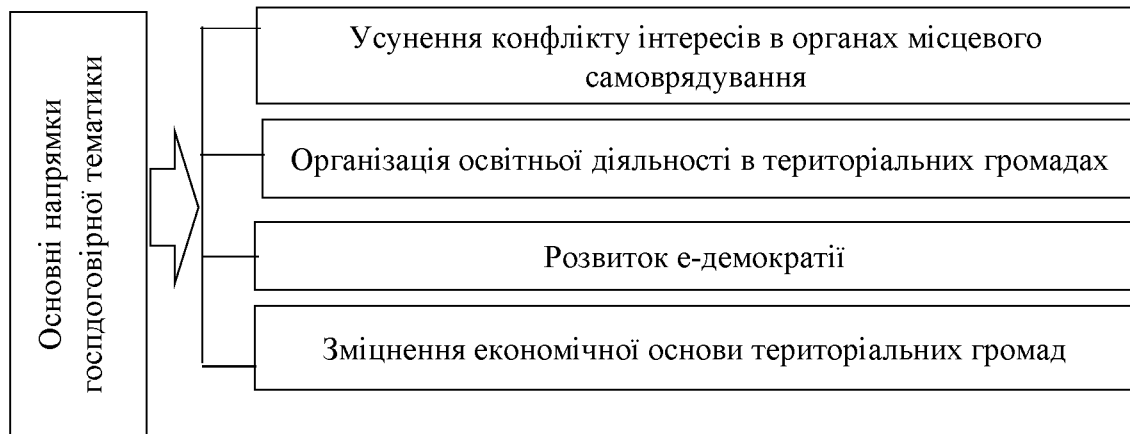 Основні напрямки
госпдоговірної тематики
Усунення конфлікту інтересів в органах місцевого
самоврядування
Організація освітньої діяльності в територіальних громадах
Розвиток е-демократії
Зміцнення економічної основи територіальних громад